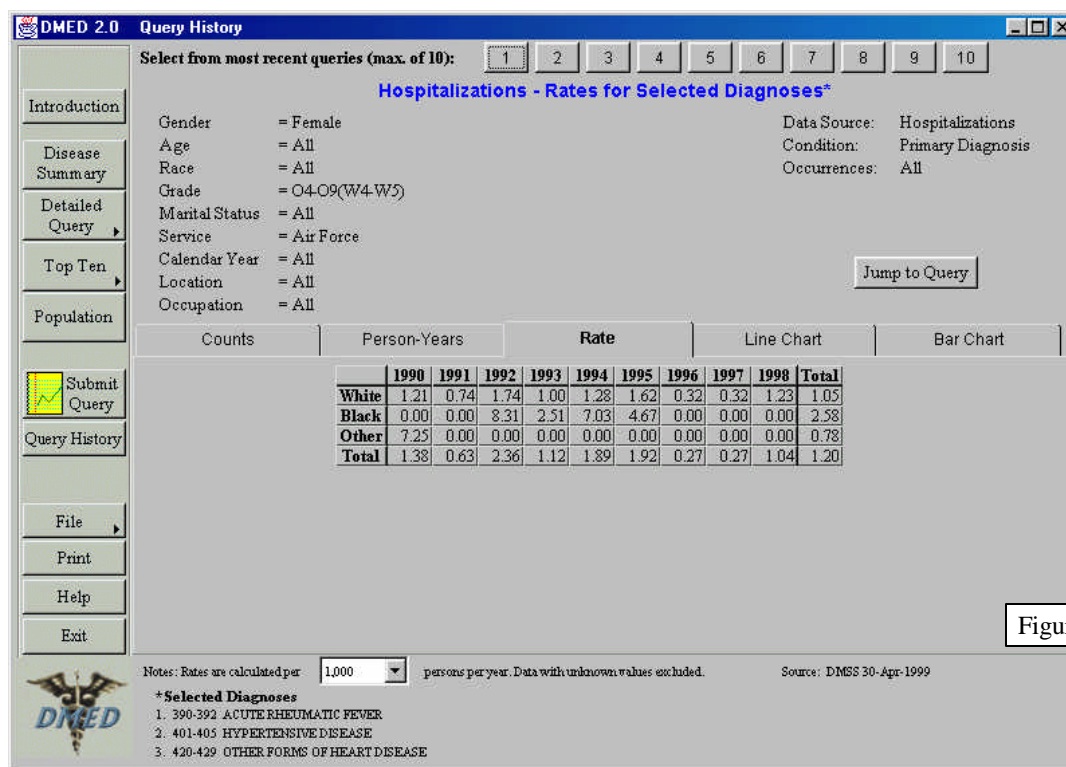 DMED 2.0 Query History
Select from most recent queries (max. of 10): 1 2 3 4 5 6 7 8 9 10
Hospitalizations - Rates for Selected Diagnoses*
Introduction
Disease
Summary
Detailed
Query
Top Ten
Population
Submit
Query
Query History
File
Print
Help
Exit
DMED
Gender = Female
Age = All
Race = All
Grade = O4-O9(W4-W5)
Marital Status = All
Service = Air Force
Calendar Year = All
Location = All
Occupation = All
Data Source: Hospitalizations
Condition: Primary Diagnosis
Occurrences: All
Jump to Query
Counts Person-Years Rate Line Chart Bar Chart
1990 1991 1992 1993 1994 1995 1996 1997 1998 Total
White 1.21 0.74 1.74 1.00 1.28 1.62 0.32 0.32 1.23 1.05
Black 0.00 0.00 8.31 2.51 7.03 4.67 0.00 0.00 0.00 2.58
Other 7.25 0.00 0.00 0.00 0.00 0.00 0.00 0.00 0.00 0.78
Total 1.38 0.63 2.36 1.12 1.89 1.92 0.27 0.27 1.04 1.20
Figu
Notes: Rates are calculated per 1,000 persons per year. Data with unknown values excluded. Source: DMSS 30-Apr-1999
*Selected Diagnoses
1. 390-392 ACUTE RHEUMATIC FEVER
2. 401-405 HYPERTENSIVE DISEASE
3. 420-429 OTHER FORMS OF HEART DISEASE